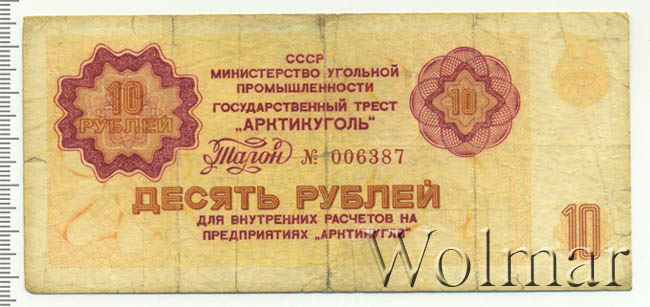 СССР
МИНИСТЕРСТВО УГОЛЬНОЙ
ПРОМЫШЛЕННОСТИ
ГОСУДАРСТВЕННЫЙ ТРЕСТ
„АРКТИКУГОЛЬ"
10
РУБЛЕЙ
10
Талон № 006387
ДЕСЯТЬ РУБЛЕЙ
ДЛЯ ВНУТРЕННИХ РАСЧЕТОВ НА
ПРЕДПРИЯТИЯХ „АРКТИКУГЛЯ"
10
Wolmar